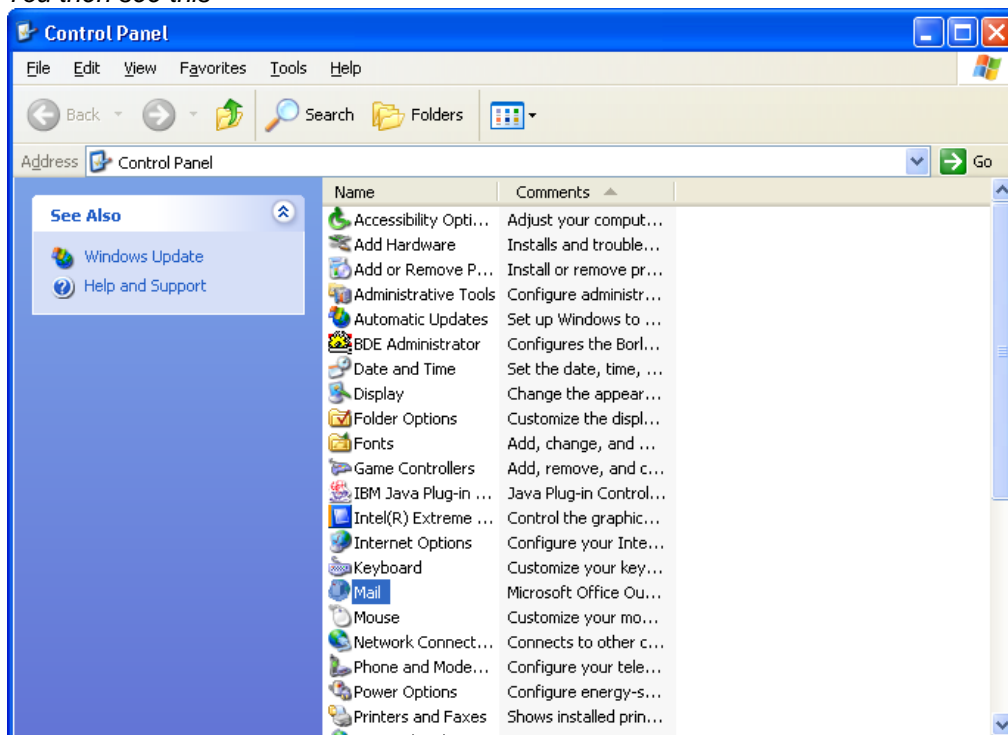 You then see this
Control Panel
File Edit View Favorites Tools Help
Back Search Folders
Address Control Panel Go
See Also
Windows Update
Help and Support
Name Comments
Accessibility Opti... Adjust your comput...
Add Hardware Installs and trouble...
Add or Remove P... Install or remove pr...
Administrative Tools Configure administr...
Automatic Updates Set up Windows to ...
BDE Administrator Configures the Borl...
Date and Time Set the date, time, ...
Display Change the appear...
Folder Options Customize the displ...
Fonts Add, change, and ...
Game Controllers Add, remove, and c...
IBM Java Plug-in ... Java Plug-in Control...
Intel(R) Extreme ... Control the graphic...
Internet Options Configure your Inte...
Keyboard Customize your key...
Mail Microsoft Office Ou...
Mouse Customize your mo...
Network Connect... Connects to other c...
Phone and Mode... Configure your tele...
Power Options Configure energy-s...
Printers and Faxes Shows installed prin...